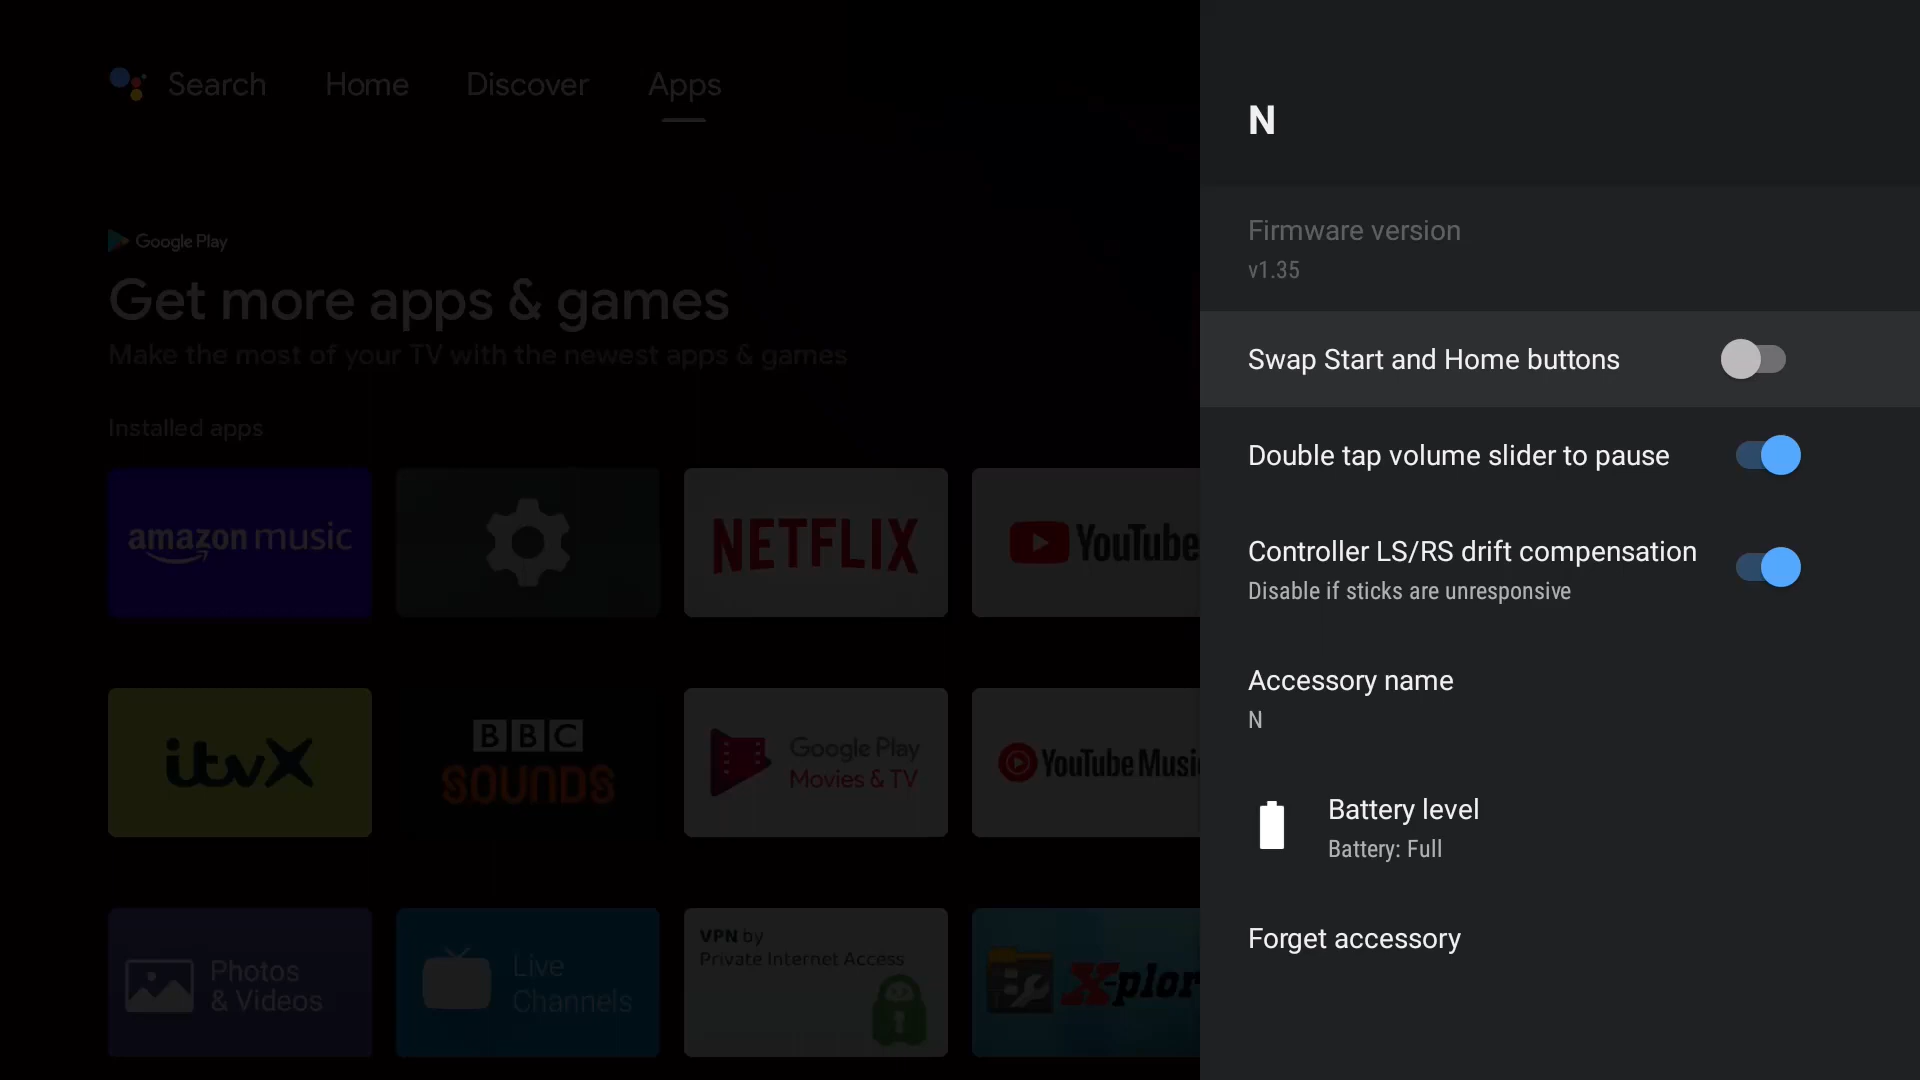 Search Home Discover Apps
Google Play
Get more apps & games
Make the most of your TV with the newest apps & games
Installed apps
amazon music
NETFLIX
YouTube
itvX
BBC
SOUNDS
Google Play
Movies & TV
YouTube Music
Photos
& Videos
Live
Channels
VPN by
Private Internet Access
X-plor
N
Firmware version
v1.35
Swap Start and Home buttons
Double tap volume slider to pause
Controller LS/RS drift compensation
Disable if sticks are unresponsive
Accessory name
N
Battery level
Battery: Full
Forget accessory